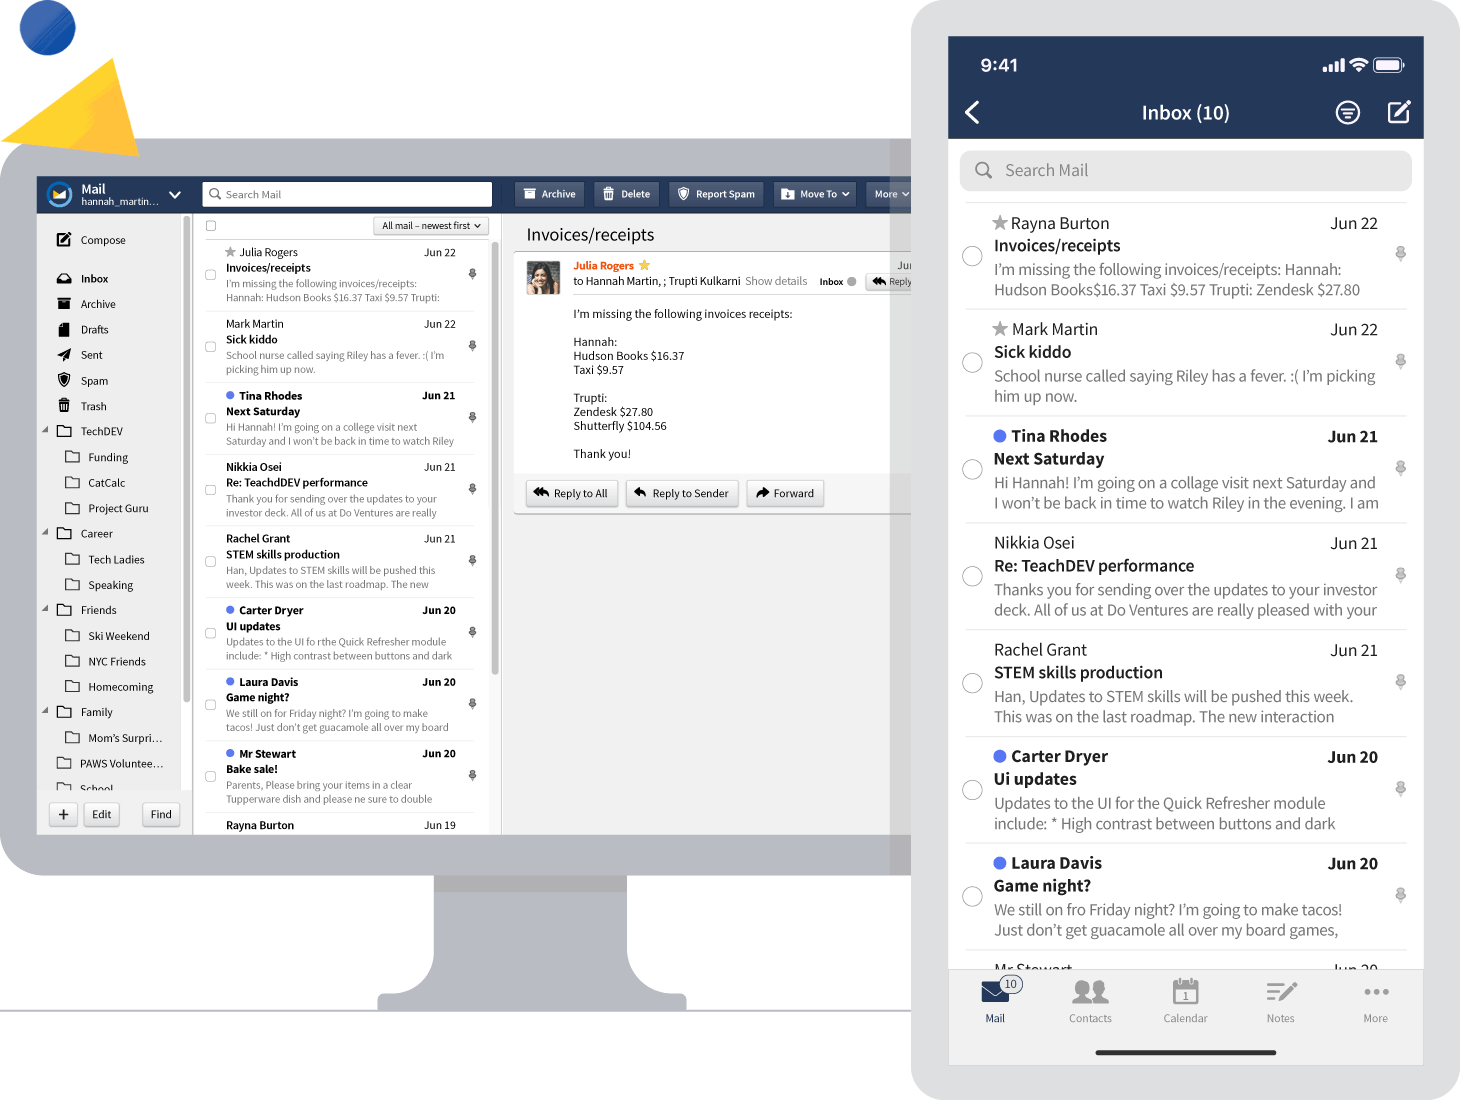 Mail
hannah_martin...
Search Mail
Archive
Delete
Report Spam
Move To
More
Compose
Inbox
Archive
Drafts
Sent
Spam
Trash
TechDEV
Funding
CatCalc
Project Guru
Career
Tech Ladies
Speaking
Friends
Ski Weekend
NYC Friends
Homecoming
Family
Mom's Surpri...
PAWS Voluntee...
School
+
Edit
Find
All mail – newest first
Julia Rogers Jun 22
Invoices/receipts
I'm missing the following invoices/receipts:
Hannah: Hudson Books $16.37 Taxi $9.57 Trupti:
Mark Martin Jun 22
Sick kiddo
School nurse called saying Riley has a fever. :( I'm
picking him up now.
Tina Rhodes Jun 21
Next Saturday
Hi Hannah! I'm going on a college visit next
Saturday and I won't be back in time to watch Riley
Nikkia Osei Jun 21
Re: TeachdDEV performance
Thank you for sending over the updates to your
investor deck. All of us at Do Ventures are really
Rachel Grant Jun 21
STEM skills production
Han, Updates to STEM skills will be pushed this
week. This was on the last roadmap. The new
Carter Dryer Jun 20
UI updates
Updates to the UI fo rthe Quick Refresher module
include: * High contrast between buttons and dark
Laura Davis Jun 20
Game night?
We still on for Friday night? I'm going to make
tacos! Just don't get guacamole all over my board
Mr Stewart Jun 20
Bake sale!
Parents, Please bring your items in a clear
Tupperware dish and please ne sure to double
Rayna Burton Jun 19
Invoices/receipts
Julia Rogers Jun
to Hannah Martin, ; Trupti Kulkarni Show details Inbox Reply
I'm missing the following invoices receipts:
Hannah:
Hudson Books $16.37
Taxi $9.57
Trupti:
Zendesk $27.80
Shutterfly $104.56
Thank you!
Reply to All
Reply to Sender
Forward
9:41
Inbox (10)
Search Mail
Rayna Burton Jun 22
Invoices/receipts
I'm missing the following invoices/receipts: Hannah:
Hudson Books$16.37 Taxi $9.57 Trupti: Zendesk $27.80
Mark Martin Jun 22
Sick kiddo
School nurse called saying Riley has a fever. :( I'm picking
him up now.
Tina Rhodes Jun 21
Next Saturday
Hi Hannah! I'm going on a collage visit next Saturday and
I won't be back in time to watch Riley in the evening. I am
Nikkia Osei Jun 21
Re: TeachDEV performance
Thanks you for sending over the updates to your investor
deck. All of us at Do Ventures are really pleased with your
Rachel Grant Jun 21
STEM skills production
Han, Updates to STEM skills will be pushed this week.
This was on the last roadmap. The new interaction
Carter Dryer Jun 20
Ui updates
Updates to the UI for the Quick Refresher module
include: * High contrast between buttons and dark
Laura Davis Jun 20
Game night?
We still on fro Friday night? I'm going to make tacos!
Just don't get guacamole all over my board games,
Mr Stewart Jun 20
10
1
Mail
Contacts
Calendar
Notes
More